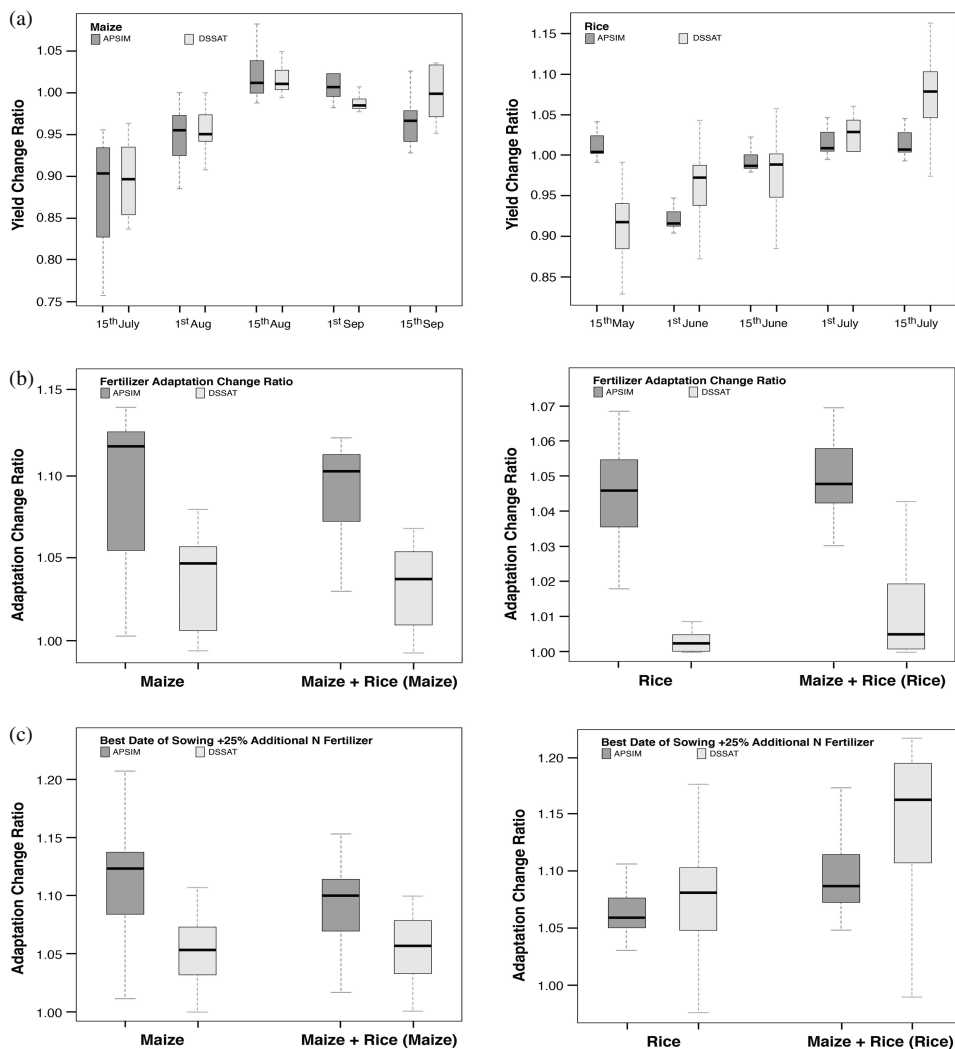 (a)
Maize
APSIM DSSAT
Yield Change Ratio
1.05
1.00
0.95
0.90
0.85
0.80
0.75
15th July 1st Aug 15th Aug 1st Sep 15th Sep
Rice
APSIM DSSAT
Yield Change Ratio
1.15
1.10
1.05
1.00
0.95
0.90
0.85
15th May 1st June 15th June 1st July 15th July
(b)
Fertilizer Adaptation Change Ratio
APSIM DSSAT
Adaptation Change Ratio
1.15
1.10
1.05
1.00
Maize Maize + Rice (Maize)
Fertilizer Adaptation Change Ratio
APSIM DSSAT
Adaptation Change Ratio
1.07
1.06
1.05
1.04
1.03
1.02
1.01
1.00
Rice Maize + Rice (Rice)
(c)
Best Date of Sowing +25% Additional N Fertilizer
APSIM DSSAT
Adaptation Change Ratio
1.20
1.15
1.10
1.05
1.00
Maize Maize + Rice (Maize)
Best Date of Sowing +25% Additional N Fertilizer
APSIM DSSAT
Adaptation Change Ratio
1.20
1.15
1.10
1.05
1.00
Rice Maize + Rice (Rice)